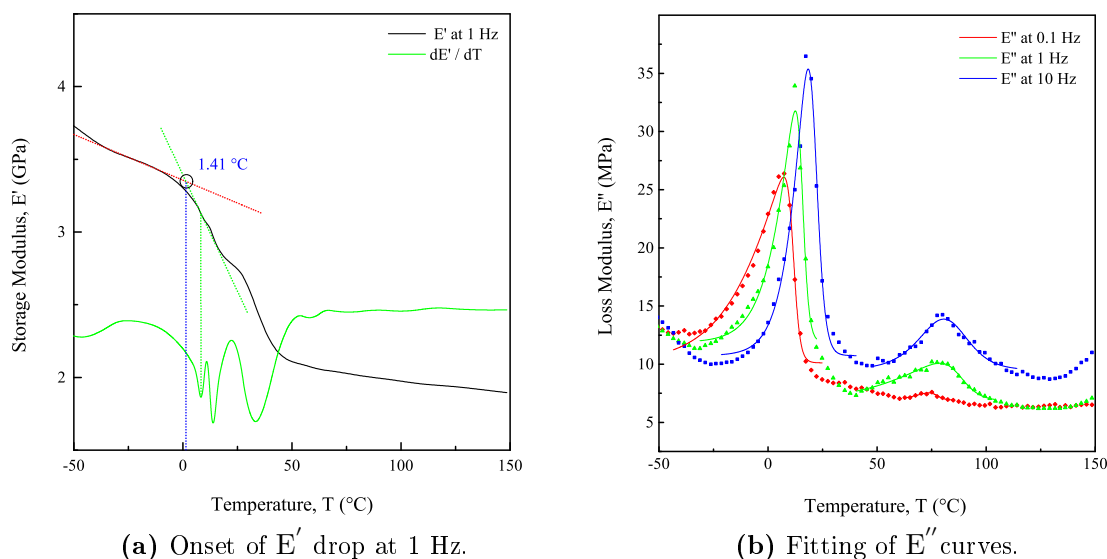 E' at 1 Hz
dE' / dT
4
3
2
1.41 °C
Storage Modulus, E' (GPa)
-50 0 50 100 150
Temperature, T (°C)
(a) Onset of E′ drop at 1 Hz.
E'' at 0.1 Hz
E'' at 1 Hz
E'' at 10 Hz
40
35
30
25
20
15
10
5
Loss Modulus, E'' (MPa)
-50 0 50 100 150
Temperature, T (°C)
(b) Fitting of E″ curves.